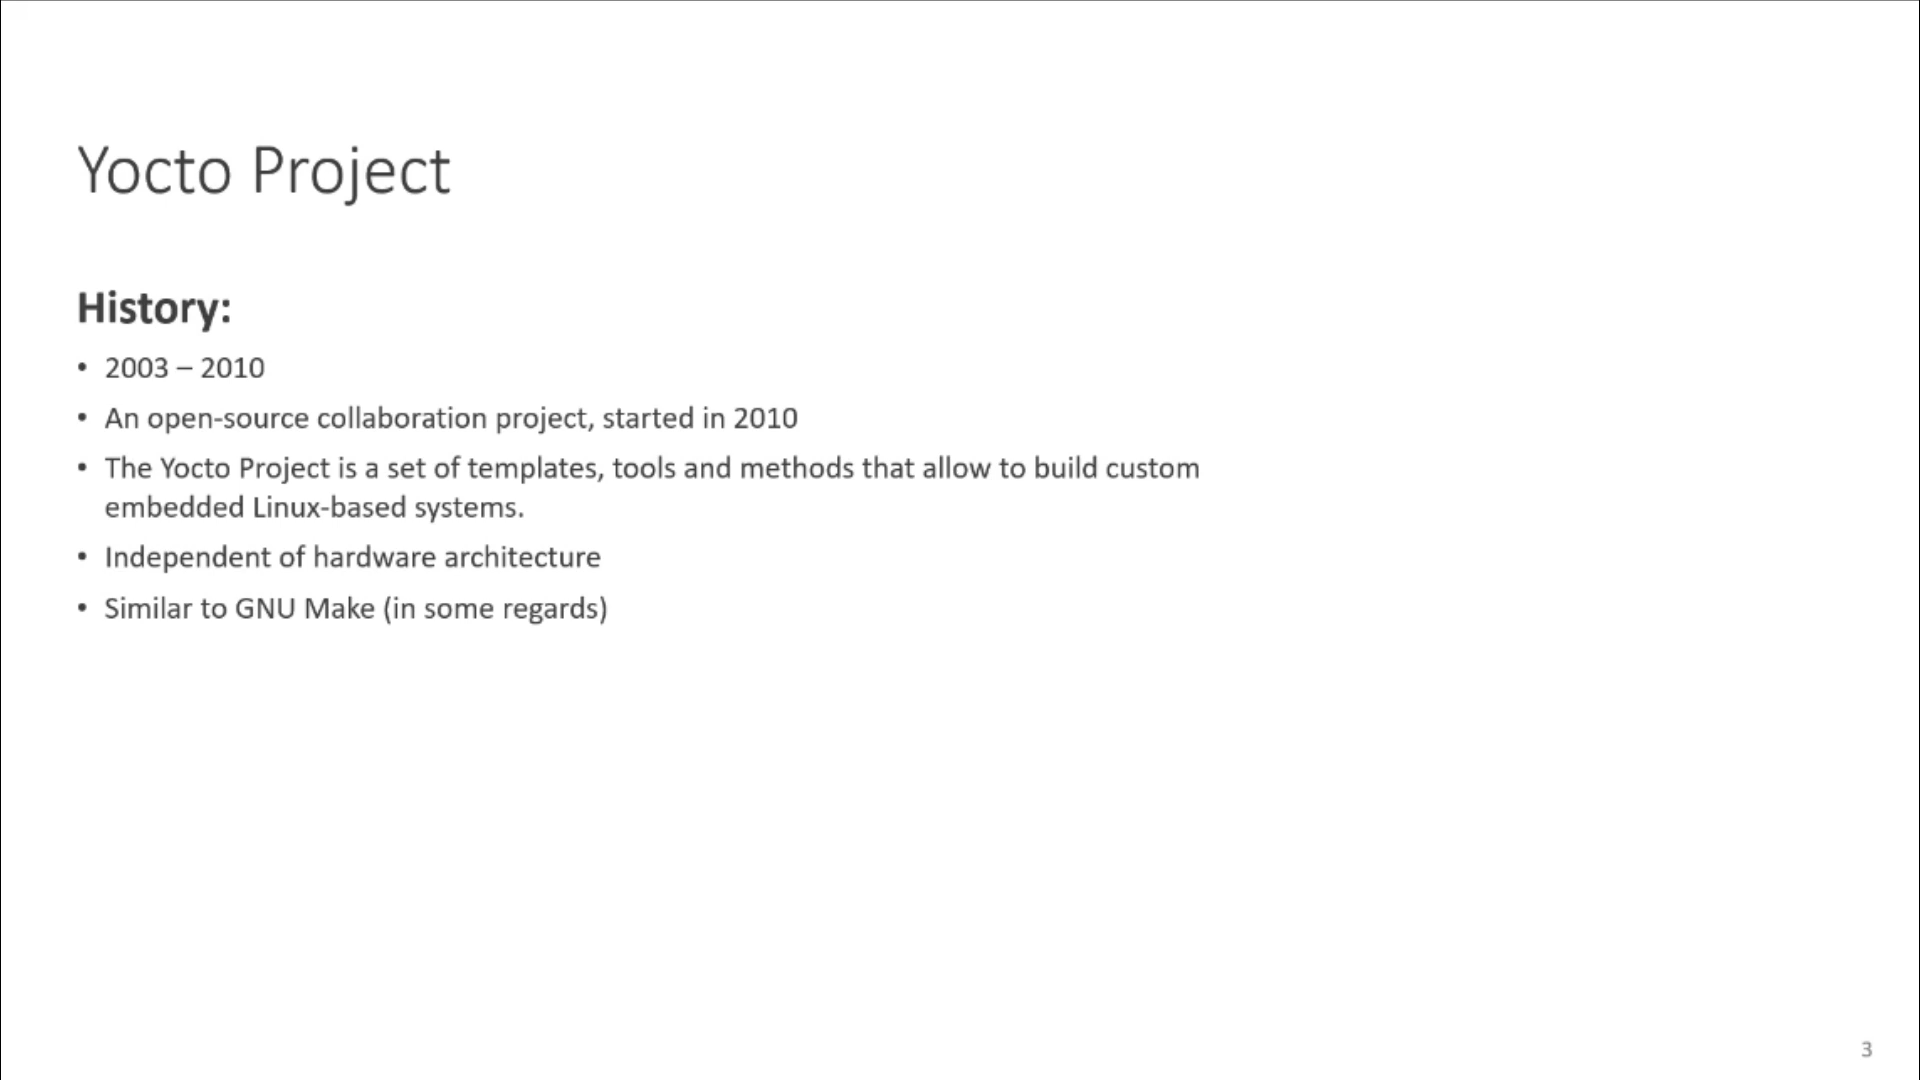 Yocto Project
History:
• 2003 – 2010
• An open-source collaboration project, started in 2010
• The Yocto Project is a set of templates, tools and methods that allow to build custom
embedded Linux-based systems.
• Independent of hardware architecture
• Similar to GNU Make (in some regards)
3